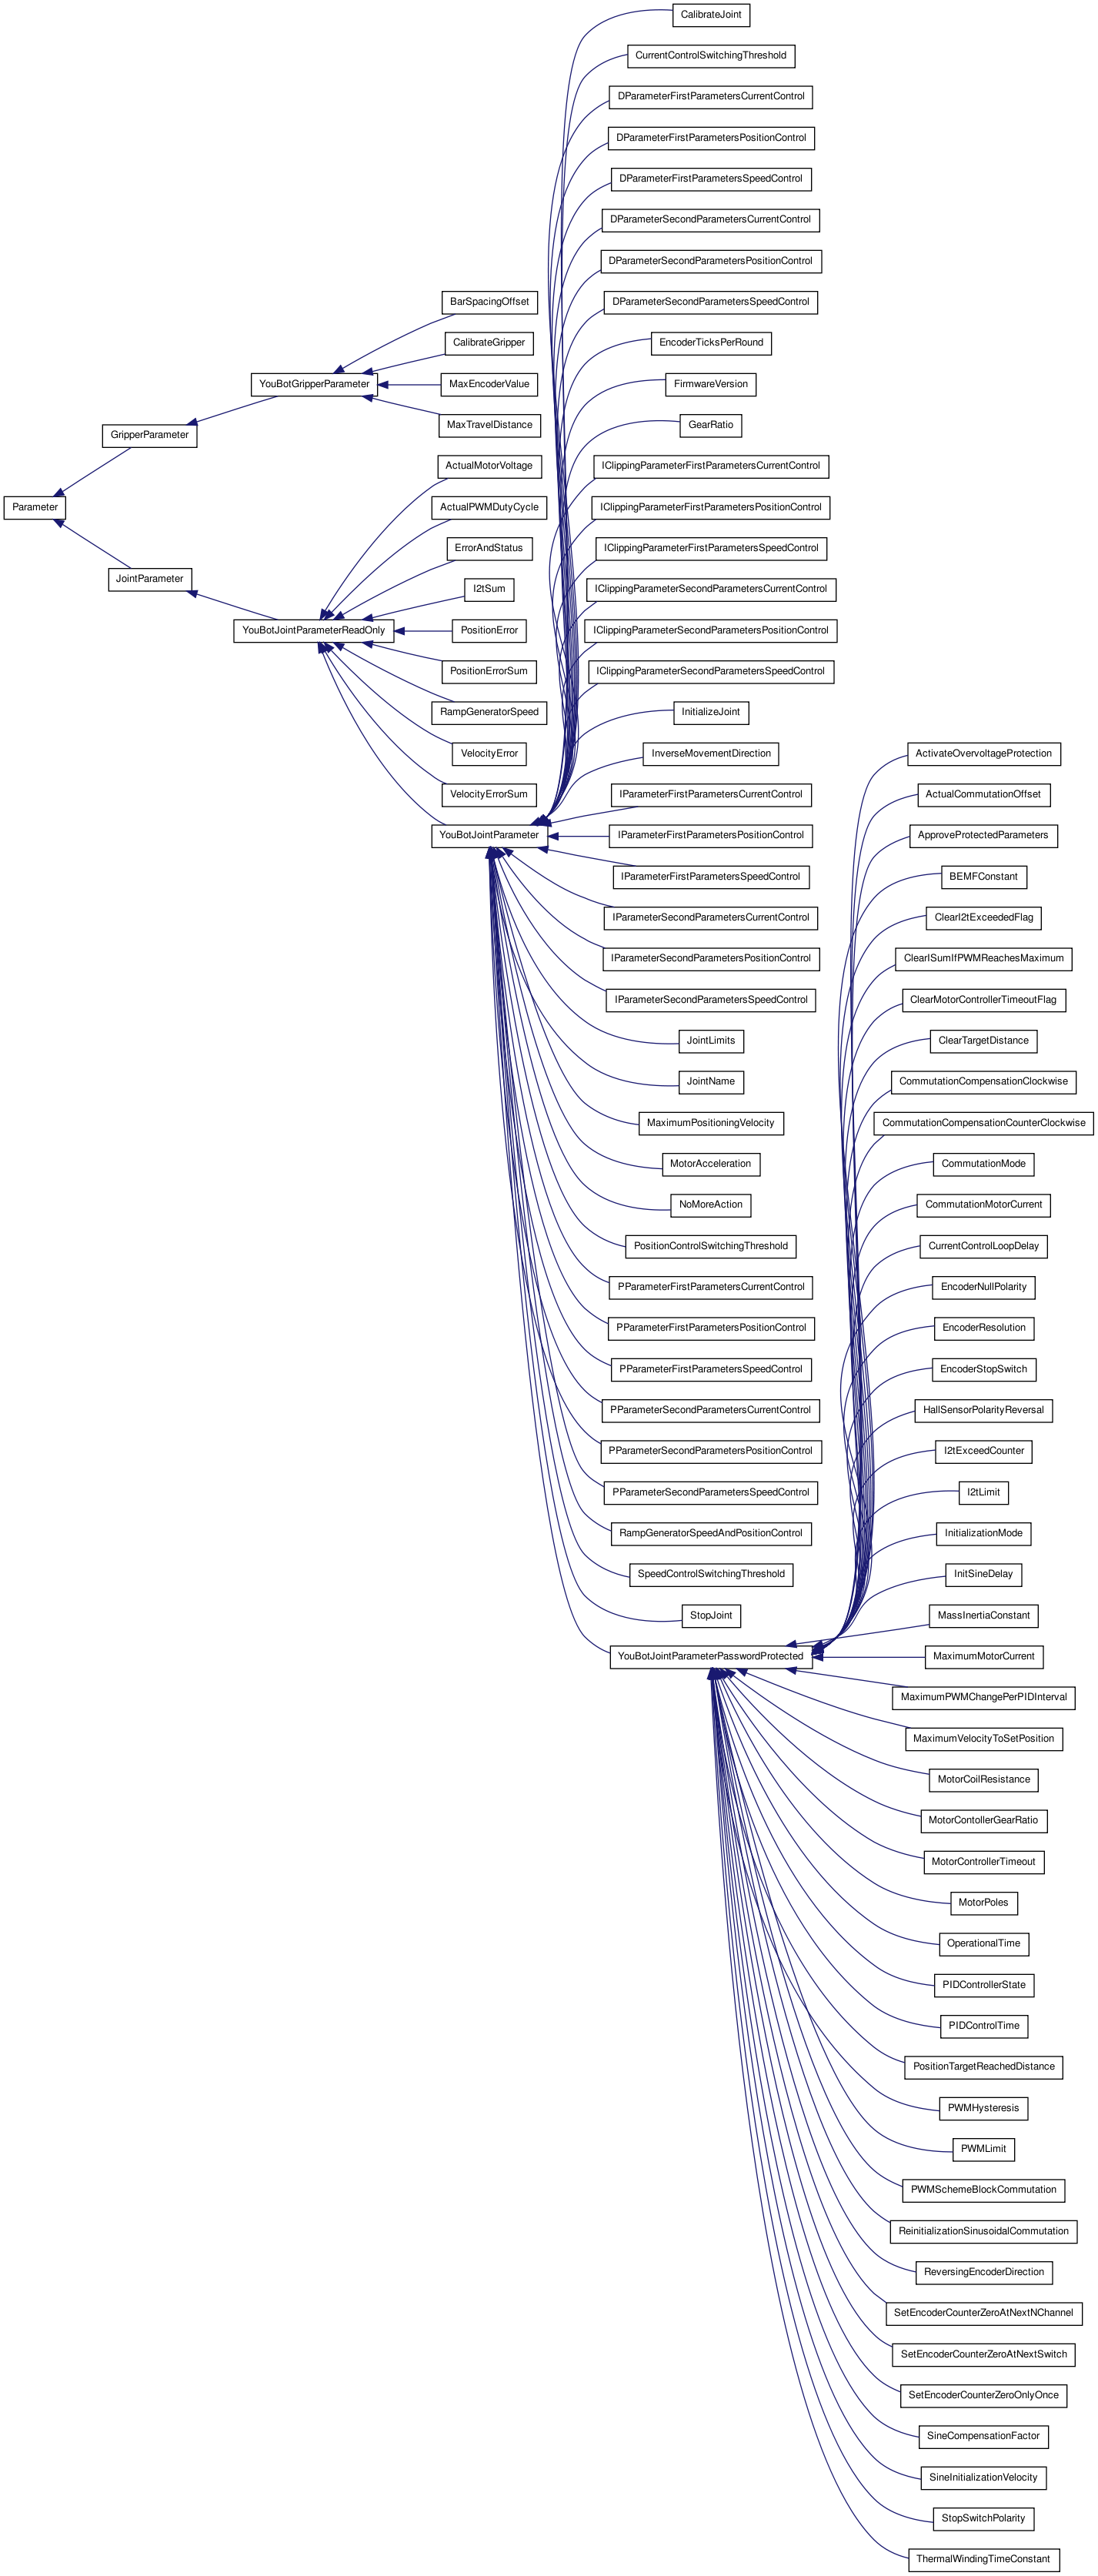 CalibrateJoint
CurrentControlSwitchingThreshold
DParameterFirstParametersCurrentControl
DParameterFirstParametersPositionControl
DParameterFirstParametersSpeedControl
DParameterSecondParametersCurrentControl
DParameterSecondParametersPositionControl
BarSpacingOffset
DParameterSecondParametersSpeedControl
CalibrateGripper
EncoderTicksPerRound
YouBotGripperParameter
MaxEncoderValue
FirmwareVersion
GripperParameter
MaxTravelDistance
GearRatio
ActualMotorVoltage
IClippingParameterFirstParametersCurrentControl
Parameter
ActualPWMDutyCycle
IClippingParameterFirstParametersPositionControl
ErrorAndStatus
IClippingParameterFirstParametersSpeedControl
JointParameter
I2tSum
IClippingParameterSecondParametersCurrentControl
YouBotJointParameterReadOnly
PositionError
IClippingParameterSecondParametersPositionControl
PositionErrorSum
IClippingParameterSecondParametersSpeedControl
RampGeneratorSpeed
InitializeJoint
VelocityError
InverseMovementDirection
ActivateOvervoltageProtection
VelocityErrorSum
IParameterFirstParametersCurrentControl
ActualCommutationOffset
YouBotJointParameter
IParameterFirstParametersPositionControl
ApproveProtectedParameters
IParameterFirstParametersSpeedControl
BEMFConstant
IParameterSecondParametersCurrentControl
ClearI2tExceededFlag
IParameterSecondParametersPositionControl
ClearISumIfPWMReachesMaximum
IParameterSecondParametersSpeedControl
ClearMotorControllerTimeoutFlag
JointLimits
ClearTargetDistance
JointName
CommutationCompensationClockwise
MaximumPositioningVelocity
CommutationCompensationCounterClockwise
MotorAcceleration
CommutationMode
NoMoreAction
CommutationMotorCurrent
PositionControlSwitchingThreshold
CurrentControlLoopDelay
PParameterFirstParametersCurrentControl
EncoderNullPolarity
PParameterFirstParametersPositionControl
EncoderResolution
PParameterFirstParametersSpeedControl
EncoderStopSwitch
PParameterSecondParametersCurrentControl
HallSensorPolarityReversal
PParameterSecondParametersPositionControl
I2tExceedCounter
PParameterSecondParametersSpeedControl
I2tLimit
RampGeneratorSpeedAndPositionControl
InitializationMode
SpeedControlSwitchingThreshold
InitSineDelay
StopJoint
MassInertiaConstant
YouBotJointParameterPasswordProtected
MaximumMotorCurrent
MaximumPWMChangePerPIDInterval
MaximumVelocityToSetPosition
MotorCoilResistance
MotorContollerGearRatio
MotorControllerTimeout
MotorPoles
OperationalTime
PIDControllerState
PIDControlTime
PositionTargetReachedDistance
PWMHysteresis
PWMLimit
PWMSchemeBlockCommutation
ReinitializationSinusoidalCommutation
ReversingEncoderDirection
SetEncoderCounterZeroAtNextNChannel
SetEncoderCounterZeroAtNextSwitch
SetEncoderCounterZeroOnlyOnce
SineCompensationFactor
SineInitializationVelocity
StopSwitchPolarity
ThermalWindingTimeConstant